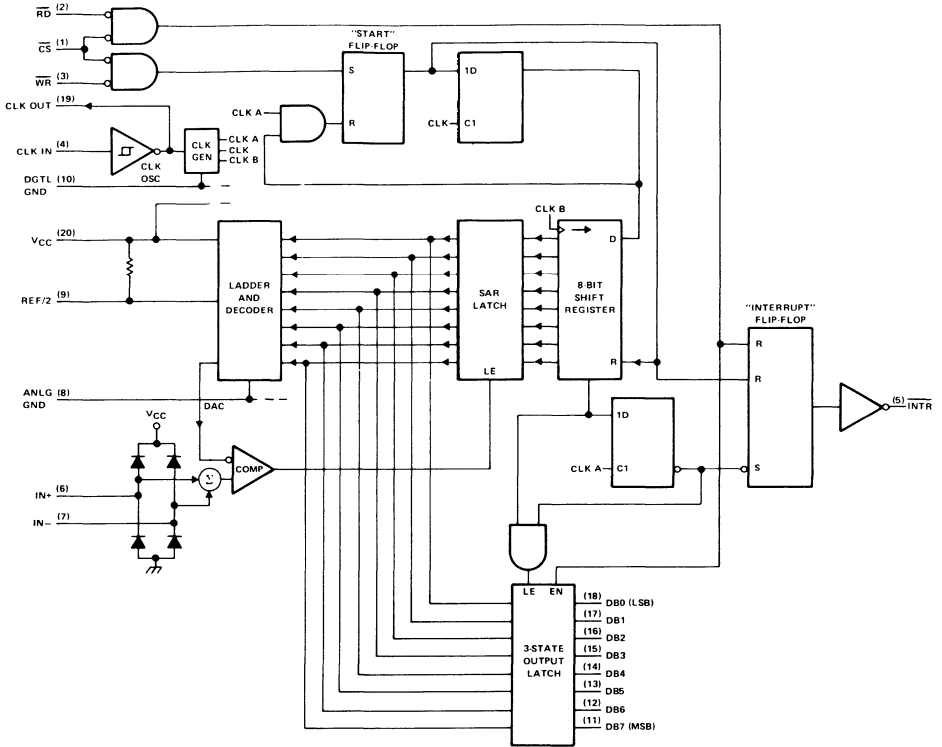 RD (2)
CS (1)
WR (3)
CLK OUT (19)
CLK IN (4)
CLK OSC
CLK GEN
CLK A
CLK
CLK B
DGTL GND (10)
"START" FLIP-FLOP
S
R
CLK A
1D
CLK
C1
VCC (20)
REF/2 (9)
LADDER AND DECODER
SAR LATCH
LE
CLK B
D
8-BIT SHIFT REGISTER
R
"INTERRUPT" FLIP-FLOP
R
R
S
(5) INTR
ANLG GND (8)
DAC
VCC
COMP
Σ
IN+ (6)
IN− (7)
1D
CLK A
C1
LE EN
3-STATE OUTPUT LATCH
(18) DB0 (LSB)
(17) DB1
(16) DB2
(15) DB3
(14) DB4
(13) DB5
(12) DB6
(11) DB7 (MSB)